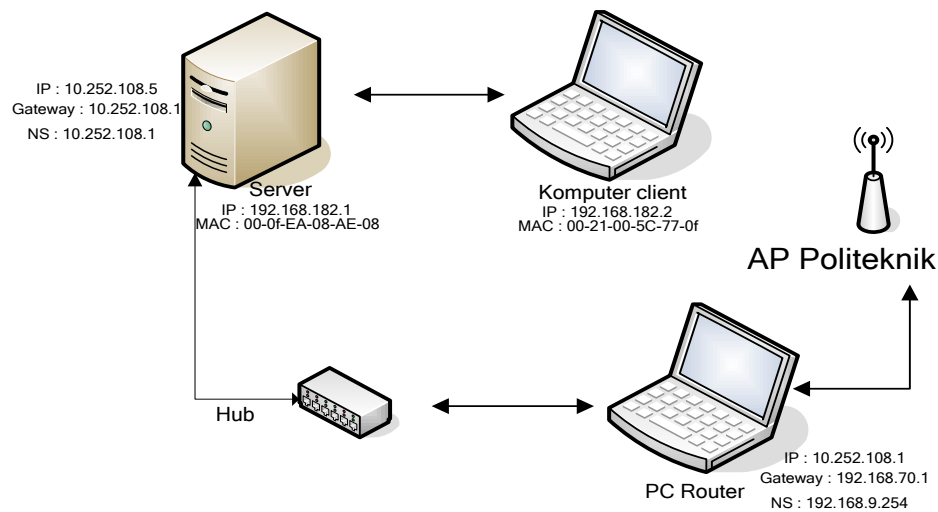 IP : 10.252.108.5
Gateway : 10.252.108.1
NS : 10.252.108.1
Server
IP : 192.168.182.1
MAC : 00-0f-EA-08-AE-08
Komputer client
IP : 192.168.182.2
MAC : 00-21-00-5C-77-0f
AP Politeknik
Hub
PC Router
IP : 10.252.108.1
Gateway : 192.168.70.1
NS : 192.168.9.254